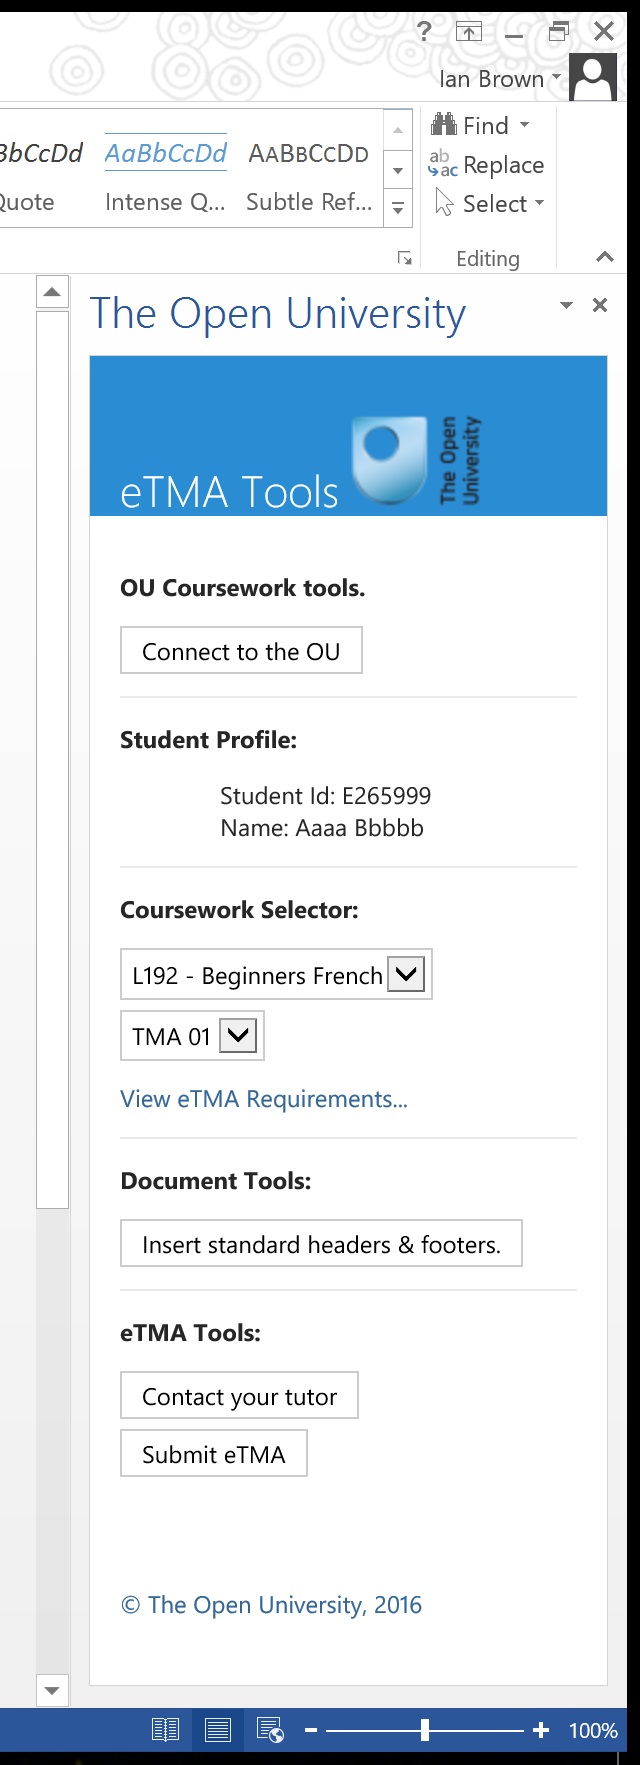 ?
Ian Brown
BbCcDd AaBbCcDd AABBCCDD
Quote Intense Q... Subtle Ref...
Find
ab
ac Replace
Select
Editing
The Open University
eTMA Tools
The Open
University
OU Coursework tools.
Connect to the OU
Student Profile:
Student Id: E265999
Name: Aaaa Bbbbb
Coursework Selector:
L192 - Beginners French
TMA 01
View eTMA Requirements...
Document Tools:
Insert standard headers & footers.
eTMA Tools:
Contact your tutor
Submit eTMA
© The Open University, 2016
100%